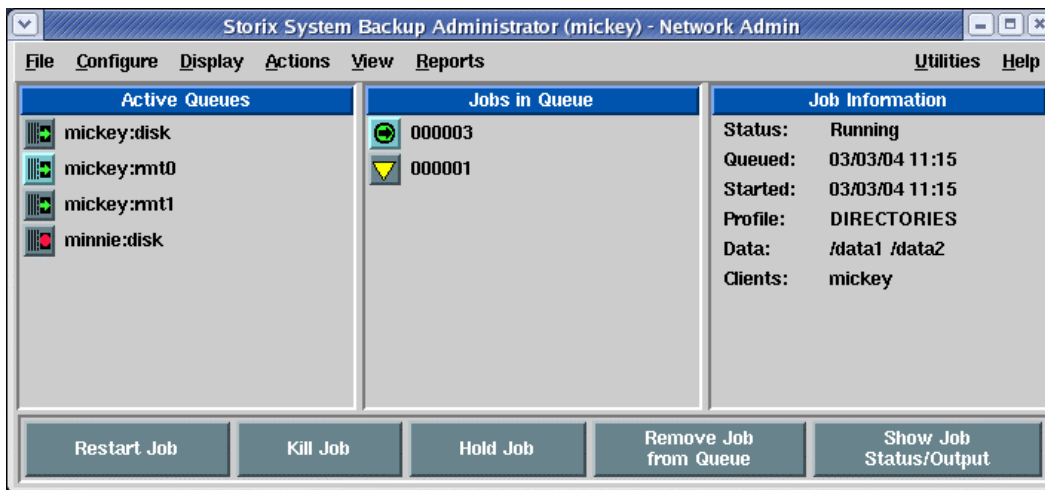 Storix System Backup Administrator (mickey) - Network Admin
File Configure Display Actions View Reports Utilities Help
Active Queues
mickey:disk
mickey:rmt0
mickey:rmt1
minnie:disk
Jobs in Queue
000003
000001
Job Information
Status: Running
Queued: 03/03/04 11:15
Started: 03/03/04 11:15
Profile: DIRECTORIES
Data: /data1 /data2
Clients: mickey
Restart Job
Kill Job
Hold Job
Remove Job
from Queue
Show Job
Status/Output